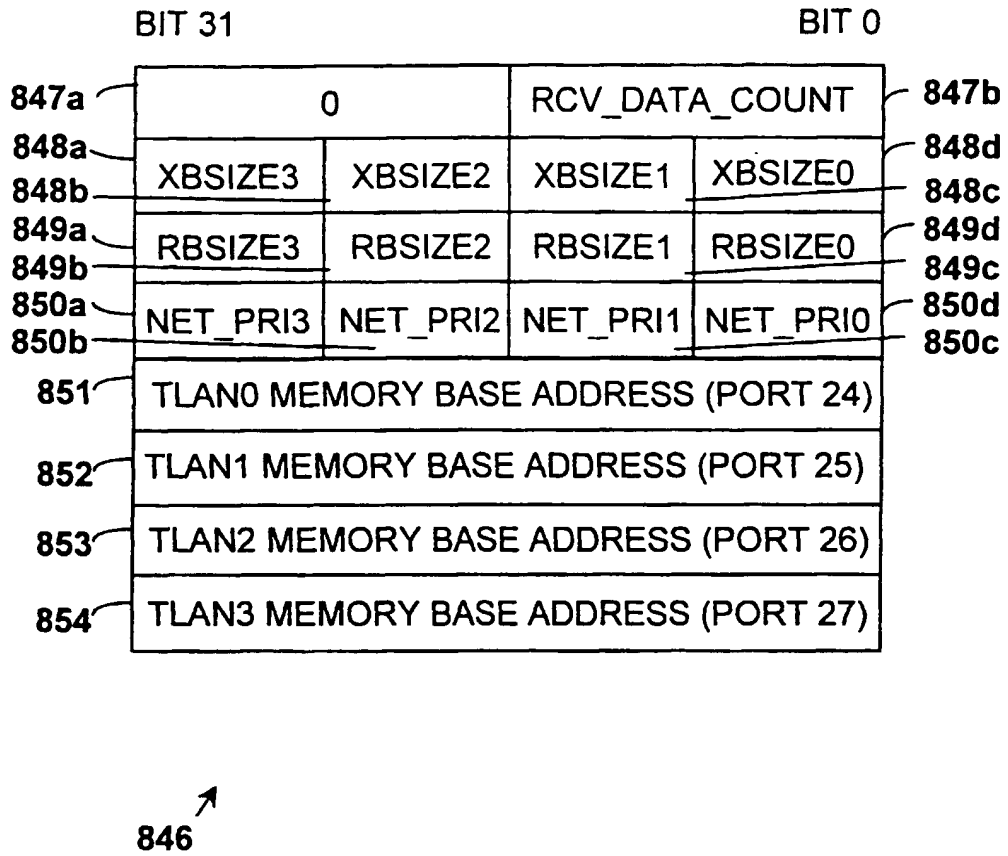 BIT 31 BIT 0
847a 0 RCV_DATA_COUNT 847b
848a XBSIZE3 XBSIZE2 XBSIZE1 XBSIZE0 848d
848b 848c
849a RBSIZE3 RBSIZE2 RBSIZE1 RBSIZE0 849d
849b 849c
850a NET_PRI3 NET_PRI2 NET_PRI1 NET_PRI0 850d
850b 850c
851 TLAN0 MEMORY BASE ADDRESS (PORT 24)
852 TLAN1 MEMORY BASE ADDRESS (PORT 25)
853 TLAN2 MEMORY BASE ADDRESS (PORT 26)
854 TLAN3 MEMORY BASE ADDRESS (PORT 27)
846